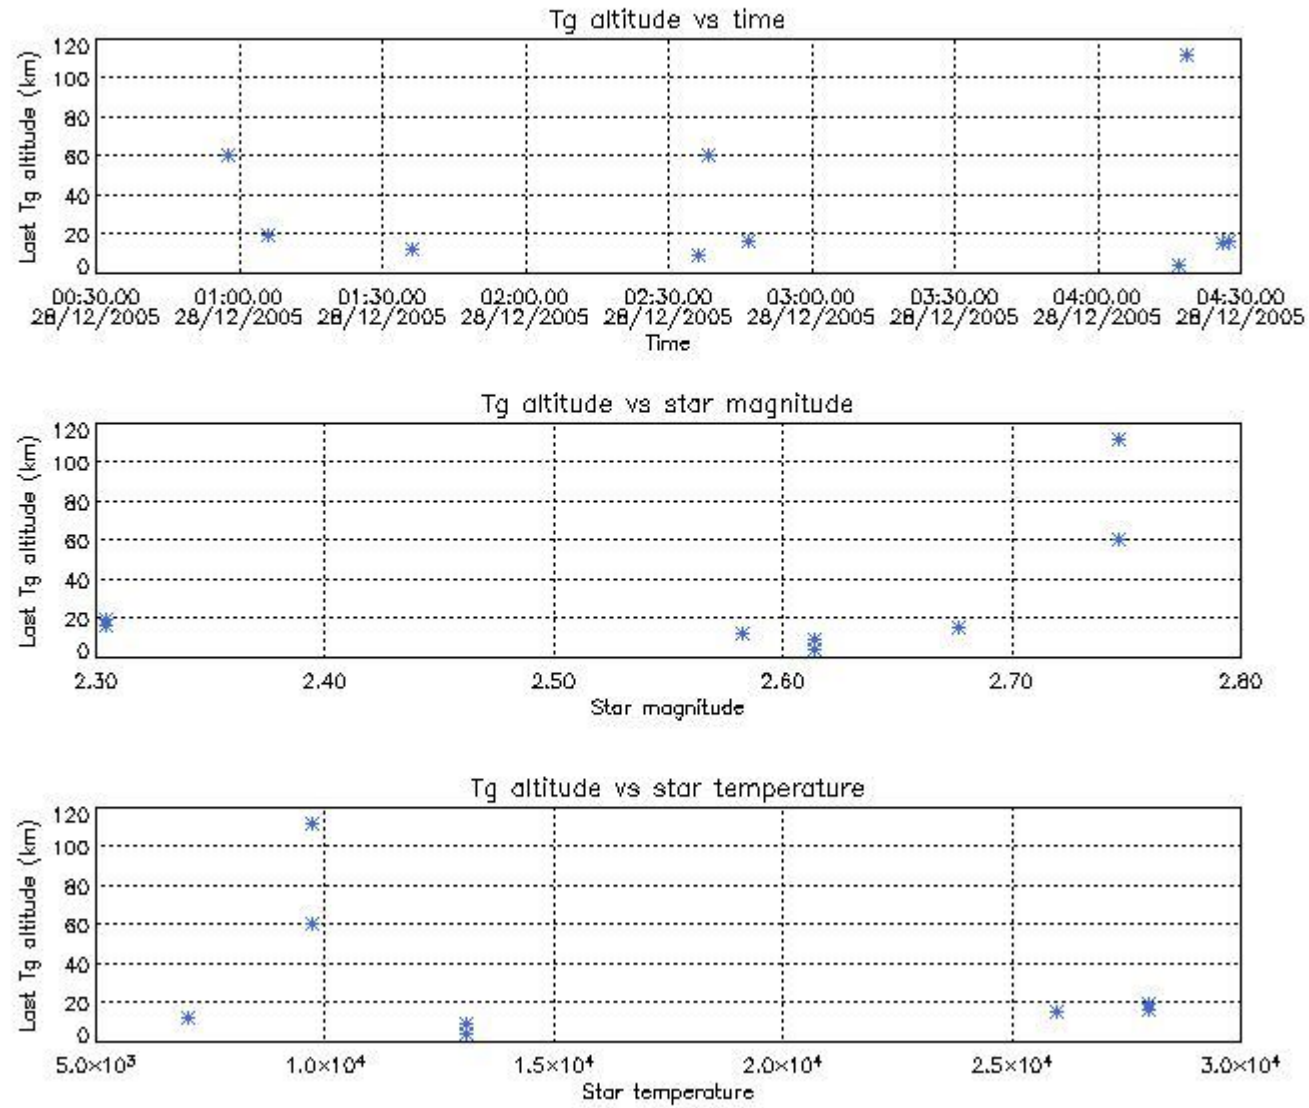 Tg altitude vs time
120
100
80
60
40
20
0
Last Tg altitude (km)
00:30.00 01:00.00 01:30.00 02:00.00 02:30.00 03:00.00 03:30.00 04:00.00 04:30.00
28/12/2005 28/12/2005 28/12/2005 28/12/2005 28/12/2005 28/12/2005 28/12/2005 28/12/2005 28/12/2005
Time
Tg altitude vs star magnitude
120
100
80
60
40
20
0
Last Tg altitude (km)
2.30 2.40 2.50 2.60 2.70 2.80
Star magnitude
Tg altitude vs star temperature
120
100
80
60
40
20
0
Last Tg altitude (km)
5.0×10³ 1.0×10⁴ 1.5×10⁴ 2.0×10⁴ 2.5×10⁴ 3.0×10⁴
Star temperature